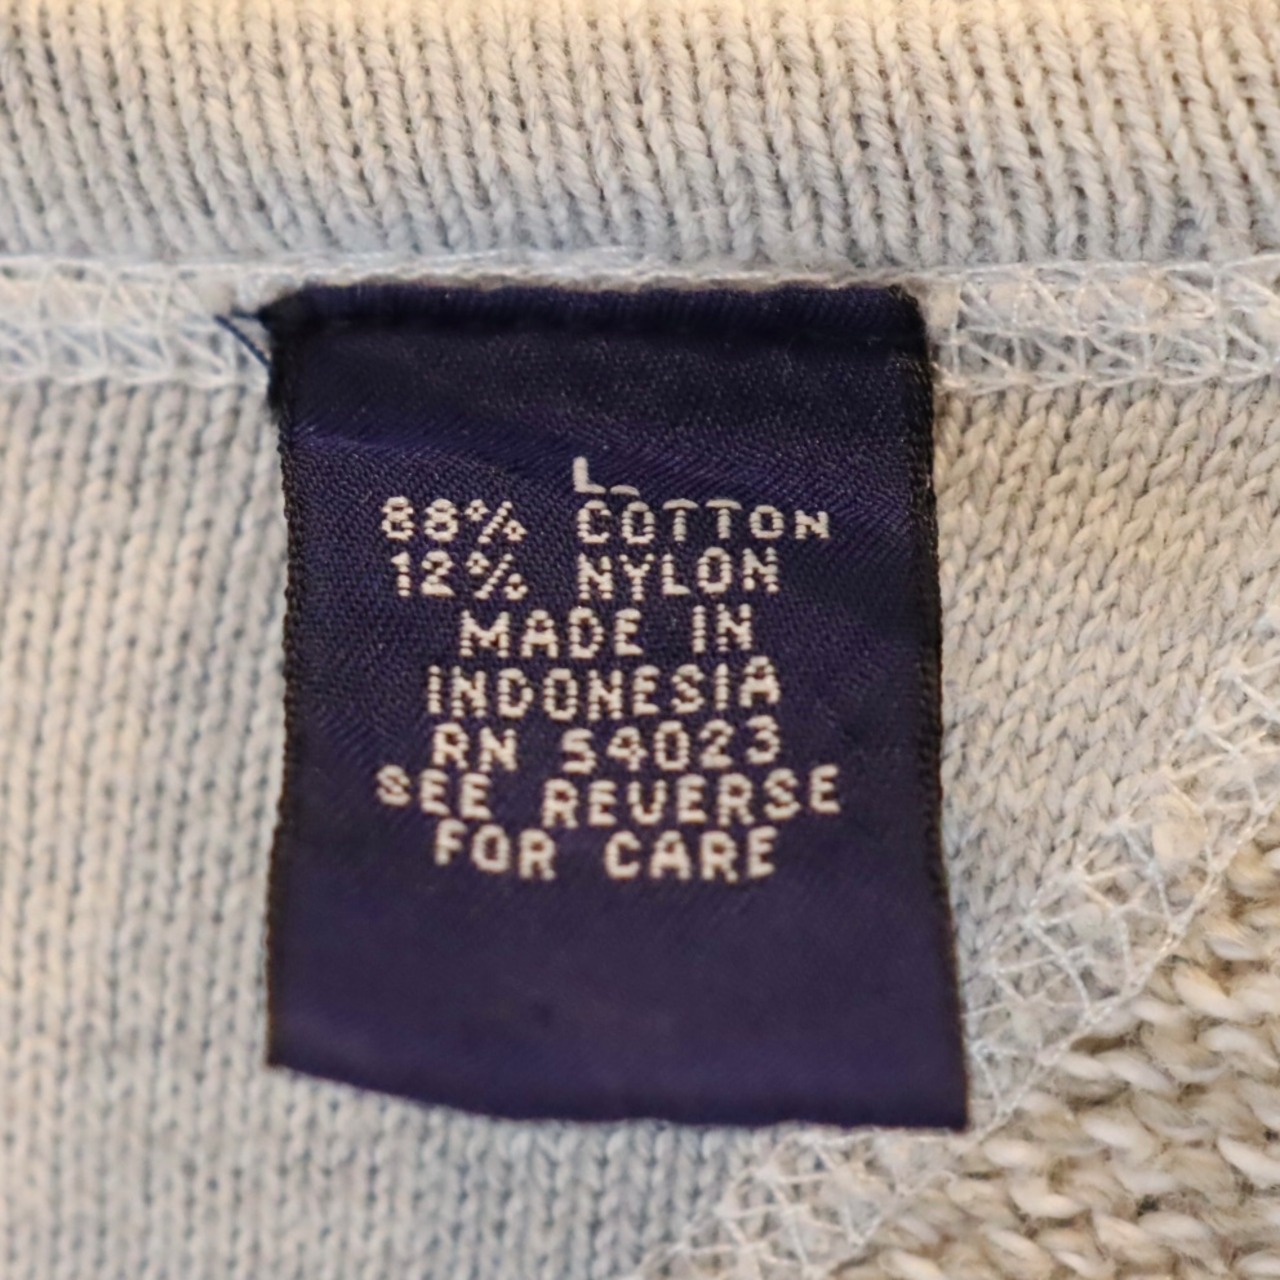 L
88% COTTON
12% NYLON
MADE IN
INDONESIA
RN 54023
SEE REVERSE
FOR CARE